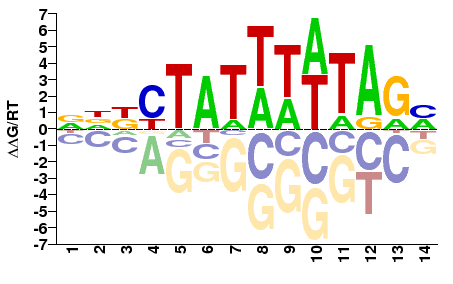 7
6
5
4
3
2
1
0
-1
-2
-3
-4
-5
-6
-7
ΔΔG/RT
G T T C T A T T T A T A G C
A G G T A A A T A G A A
T C C A A T C C C C C C T T
C G C G G G G G T C G
G
1 2 3 4 5 6 7 8 9 10 11 12 13 14